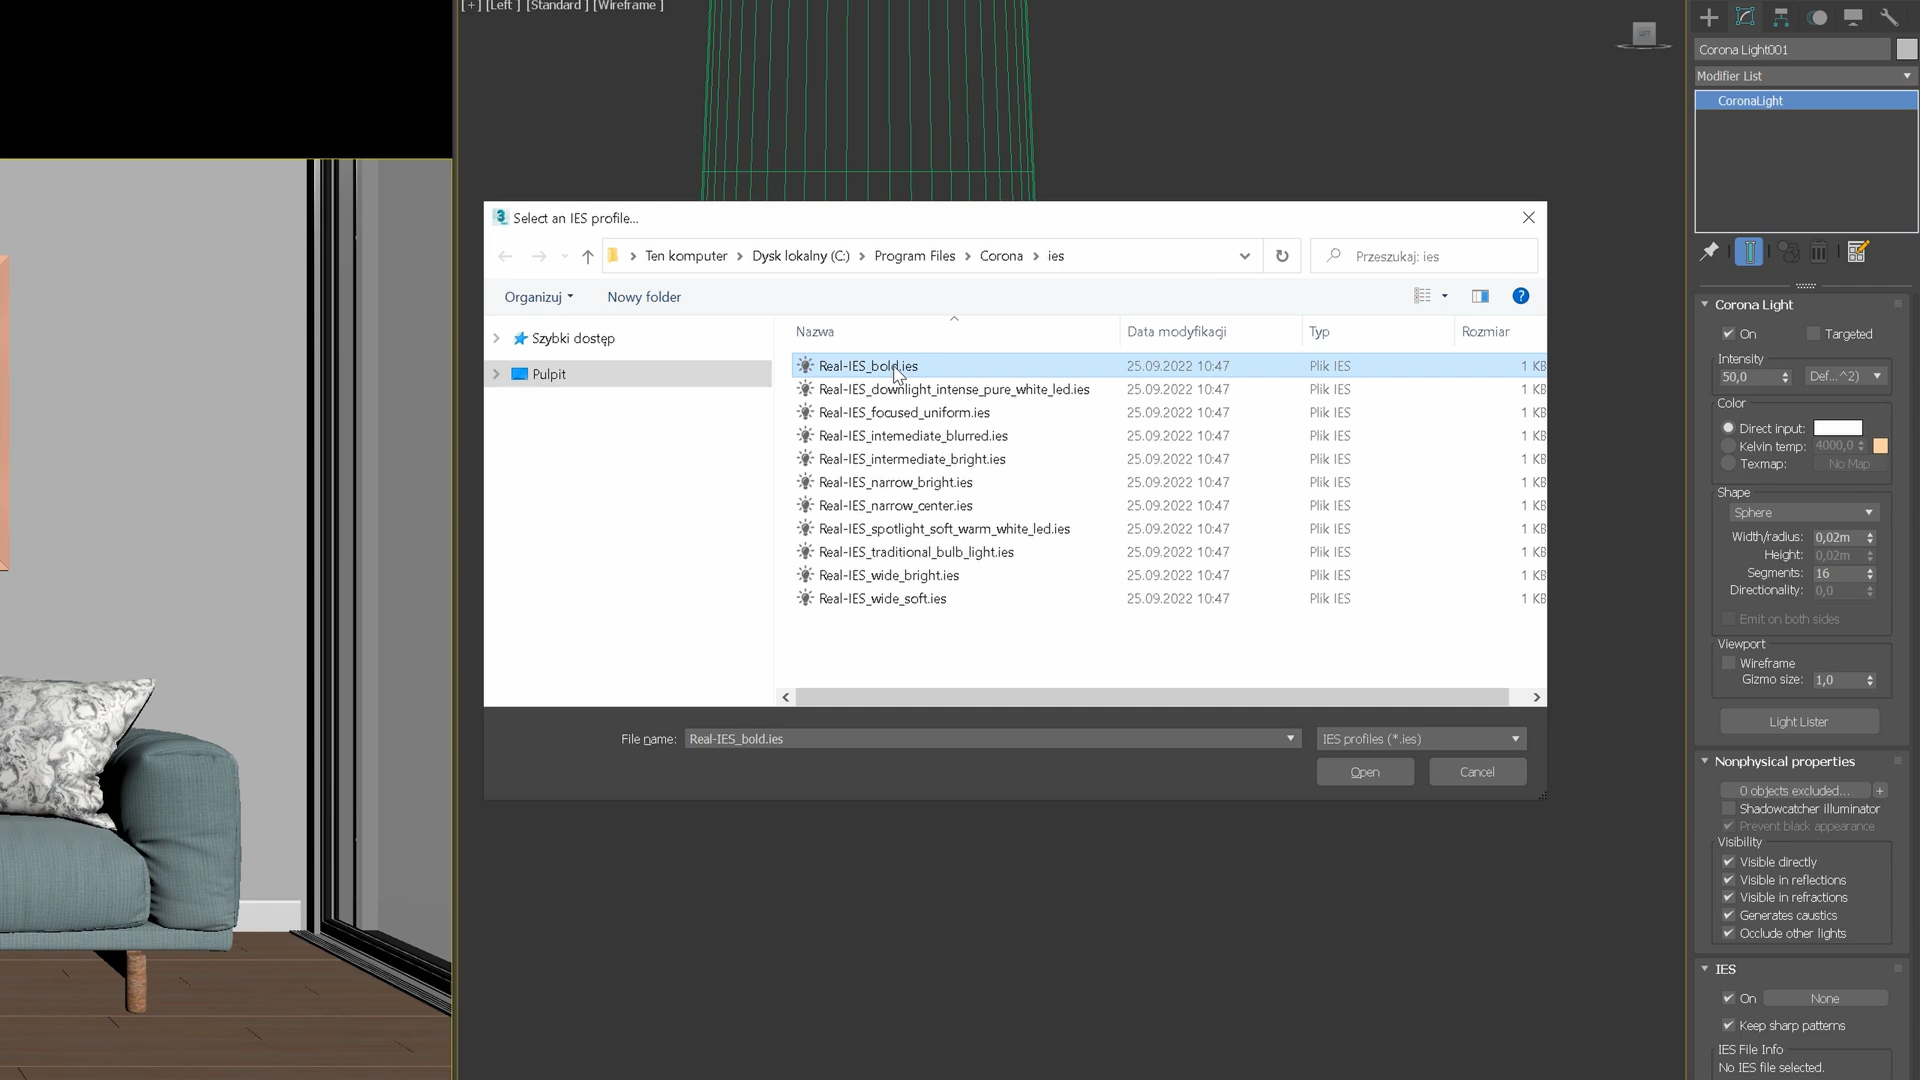 [+] [Left ] [Standard ] [Wireframe ]
Corona Light001
Modifier List
CoronaLight
Select an IES profile...
Ten komputer
Dysk lokalny (C:)
Program Files
Corona
ies
Przeszukaj: ies
Organizuj
Nowy folder
Szybki dostęp
Pulpit
Nazwa
Data modyfikacji
Typ
Rozmiar
Real-IES_bold.ies 25.09.2022 10:47 Plik IES 1 KB
Real-IES_downlight_intense_pure_white_led.ies 25.09.2022 10:47 Plik IES 1 KB
Real-IES_focused_uniform.ies 25.09.2022 10:47 Plik IES 1 KB
Real-IES_intemediate_blurred.ies 25.09.2022 10:47 Plik IES 1 KB
Real-IES_intermediate_bright.ies 25.09.2022 10:47 Plik IES 1 KB
Real-IES_narrow_bright.ies 25.09.2022 10:47 Plik IES 1 KB
Real-IES_narrow_center.ies 25.09.2022 10:47 Plik IES 1 KB
Real-IES_spotlight_soft_warm_white_led.ies 25.09.2022 10:47 Plik IES 1 KB
Real-IES_traditional_bulb_light.ies 25.09.2022 10:47 Plik IES 1 KB
Real-IES_wide_bright.ies 25.09.2022 10:47 Plik IES 1 KB
Real-IES_wide_soft.ies 25.09.2022 10:47 Plik IES 1 KB
File name: Real-IES_bold.ies
IES profiles (*.ies)
Open
Cancel
Corona Light
On
Targeted
Intensity
50,0
Def...^2)
Color
Direct input:
Kelvin temp: 4000,0
Texmap: No Map
Shape
Sphere
Width/radius: 0,02m
Height: 0,02m
Segments: 16
Directionality: 0,0
Emit on both sides
Viewport
Wireframe
Gizmo size: 1,0
Light Lister
Nonphysical properties
0 objects excluded... +
Shadowcatcher illuminator
Prevent black appearance
Visibility
Visible directly
Visible in reflections
Visible in refractions
Generates caustics
Occlude other lights
IES
On None
Keep sharp patterns
IES File Info
No IES file selected.